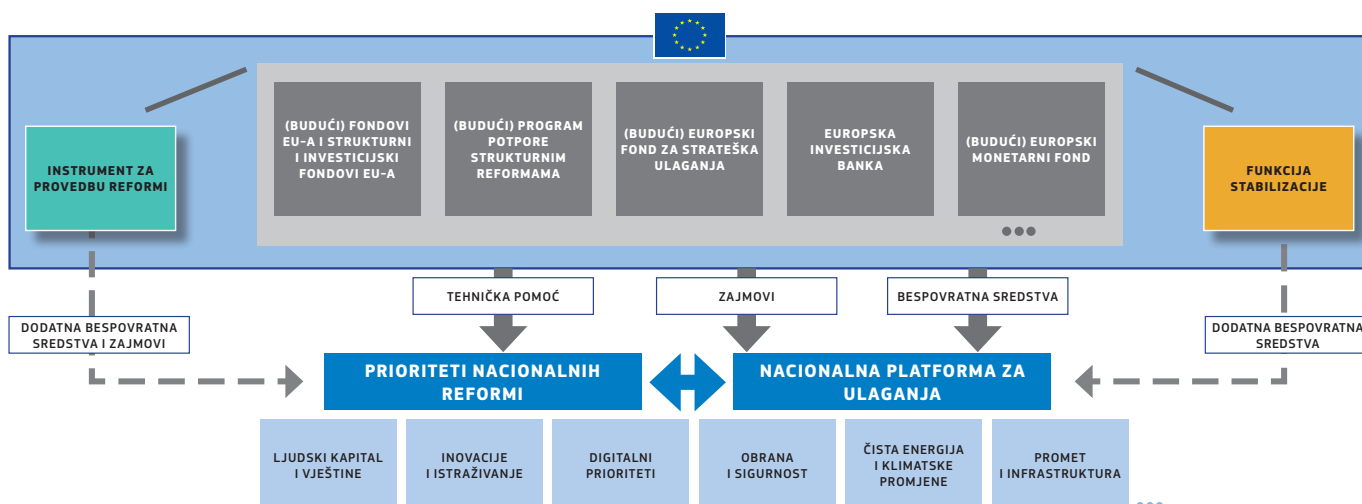 (BUDUĆI) FONDOVI
EU-A I STRUKTURNI
I INVESTICIJSKI
FONDOVI EU-A
(BUDUĆI) PROGRAM
POTPORE
STRUKTURNIM
REFORMAMA
(BUDUĆI) EUROPSKI
FOND ZA STRATEŠKA
ULAGANJA
EUROPSKA
INVESTICIJSKA
BANKA
(BUDUĆI) EUROPSKI
MONETARNI FOND
INSTRUMENT ZA
PROVEDBU REFORMI
FUNKCIJA
STABILIZACIJE
TEHNIČKA POMOĆ
ZAJMOVI
BESPOVRATNA SREDSTVA
DODATNA BESPOVRATNA
SREDSTVA I ZAJMOVI
DODATNA BESPOVRATNA
SREDSTVA
PRIORITETI NACIONALNIH
REFORMI
NACIONALNA PLATFORMA ZA
ULAGANJA
LJUDSKI KAPITAL
I VJEŠTINE
INOVACIJE
I ISTRAŽIVANJE
DIGITALNI
PRIORITETI
OBRANA
I SIGURNOST
ČISTA ENERGIJA
I KLIMATSKE
PROMJENE
PROMET
I INFRASTRUKTURA